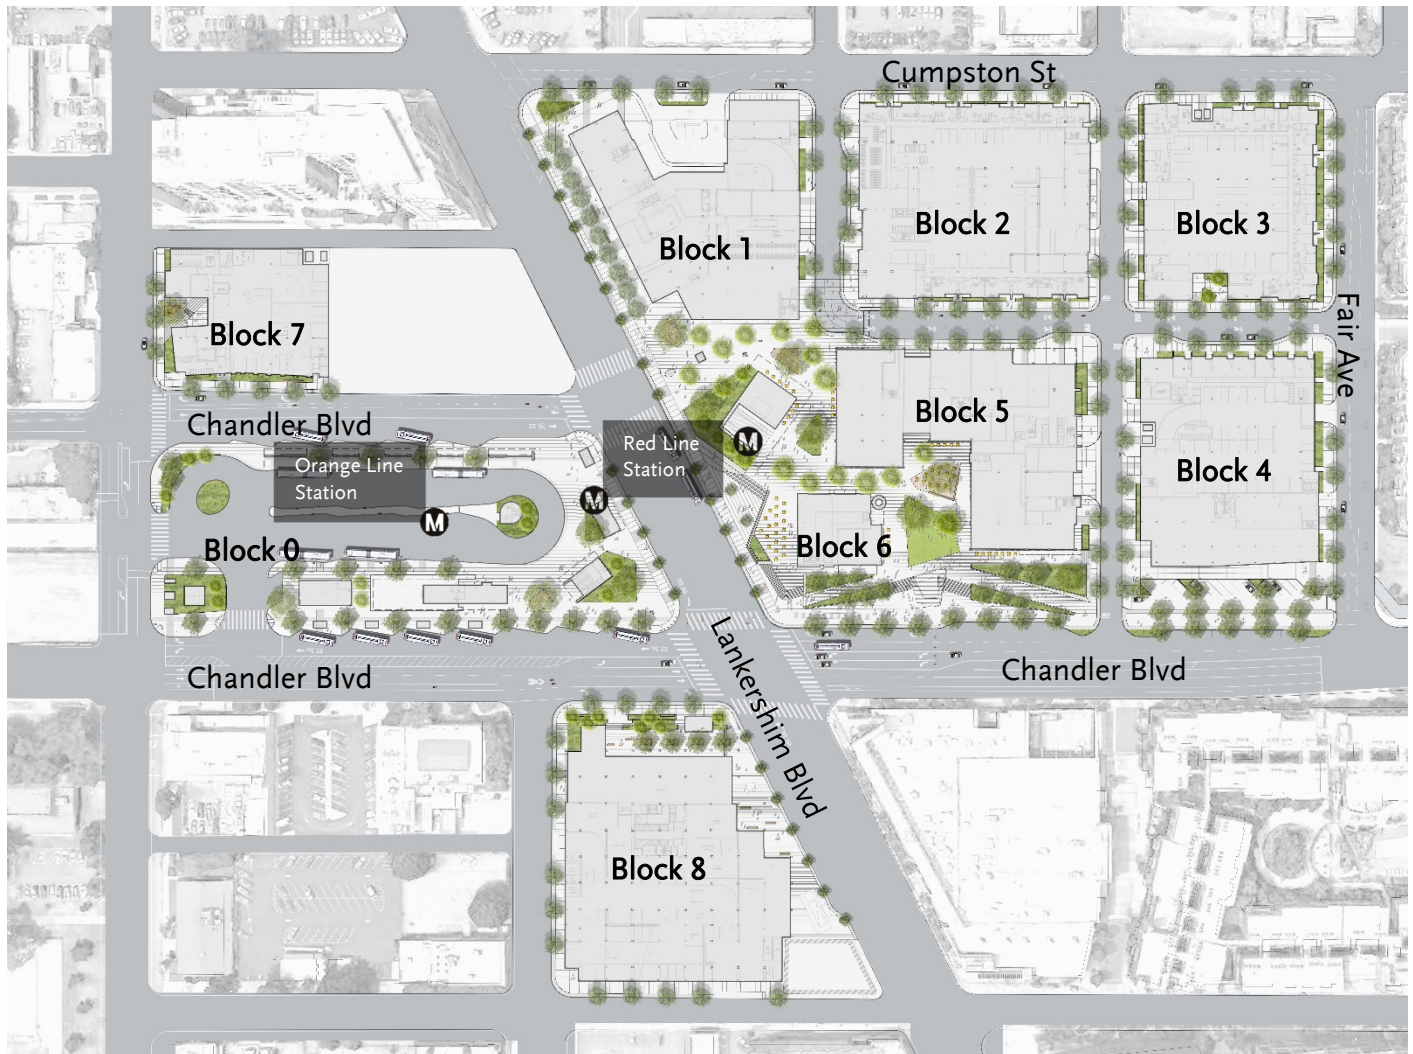 Cumpston St
Block 1
Block 2
Block 3
Block 7
Fair Ave
Chandler Blvd
Block 5
Red Line
Station
M
Orange Line
Station
M
M
Block 4
Block 0
Block 6
Chandler Blvd
Lankershim Blvd
Chandler Blvd
Block 8